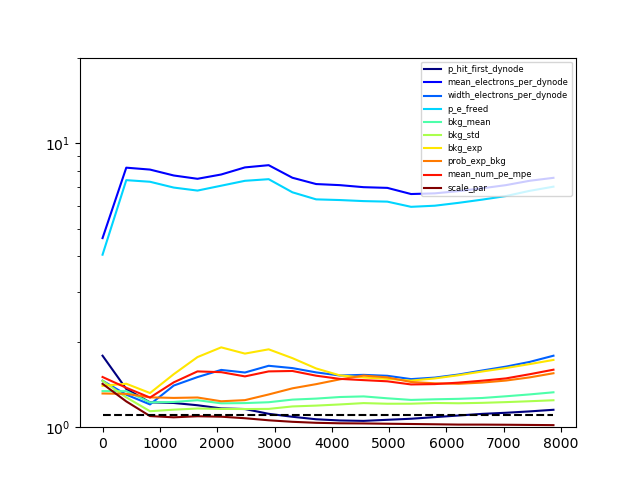 p_hit_first_dynode
mean_electrons_per_dynode
width_electrons_per_dynode
p_e_freed
bkg_mean
bkg_std
bkg_exp
prob_exp_bkg
mean_num_pe_mpe
scale_par
10¹
10⁰
0 1000 2000 3000 4000 5000 6000 7000 8000